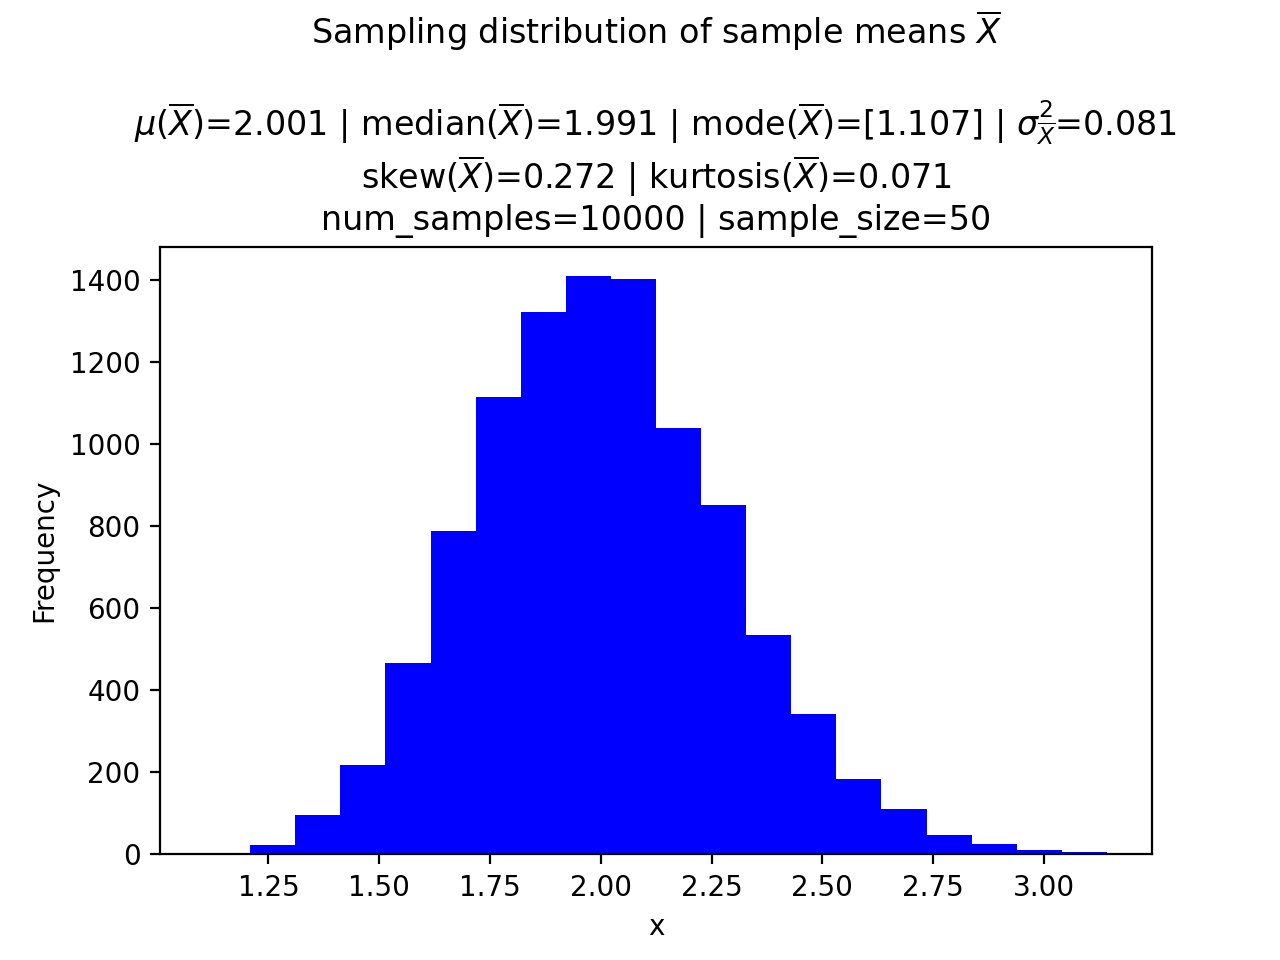 Sampling distribution of sample means X̅
μ(X̅)=2.001 | median(X̅)=1.991 | mode(X̅)=[1.107] | σ²_X̅=0.081
skew(X̅)=0.272 | kurtosis(X̅)=0.071
num_samples=10000 | sample_size=50
1400
1200
1000
800
600
400
200
0
Frequency
1.25 1.50 1.75 2.00 2.25 2.50 2.75 3.00
x